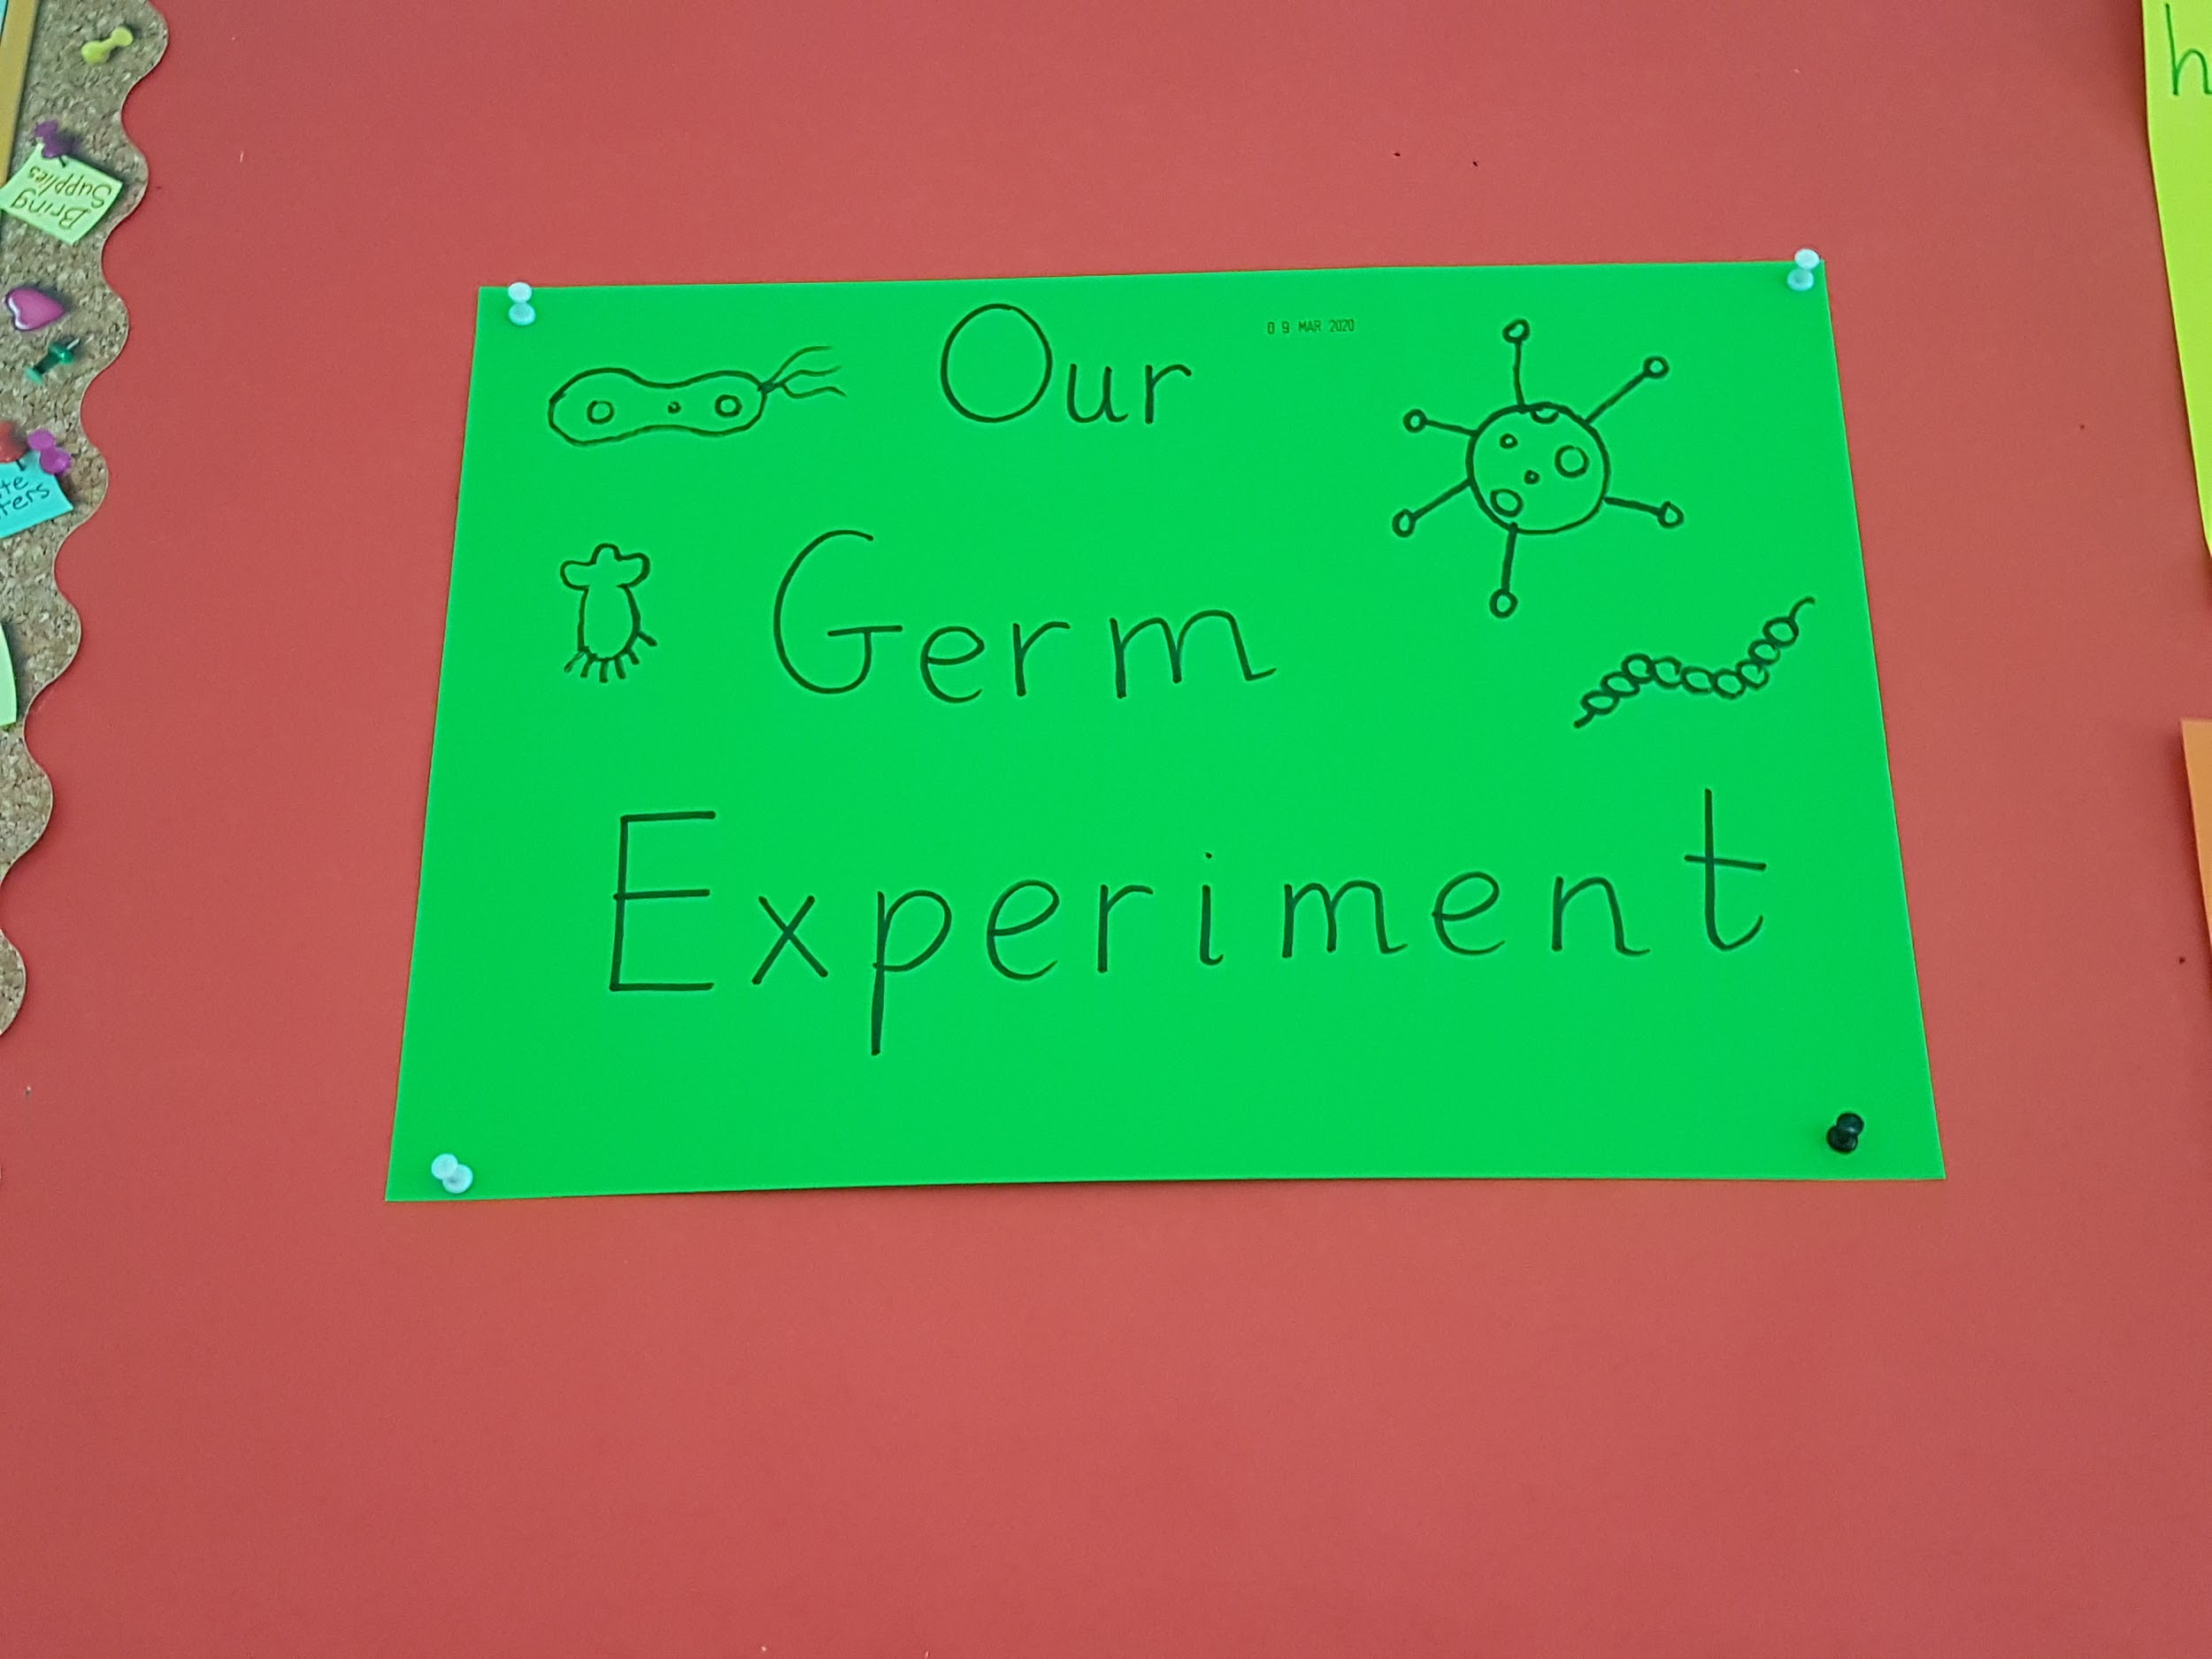 Our
09 MAR 2020
Germ
Experiment
Bring
Supplies
h